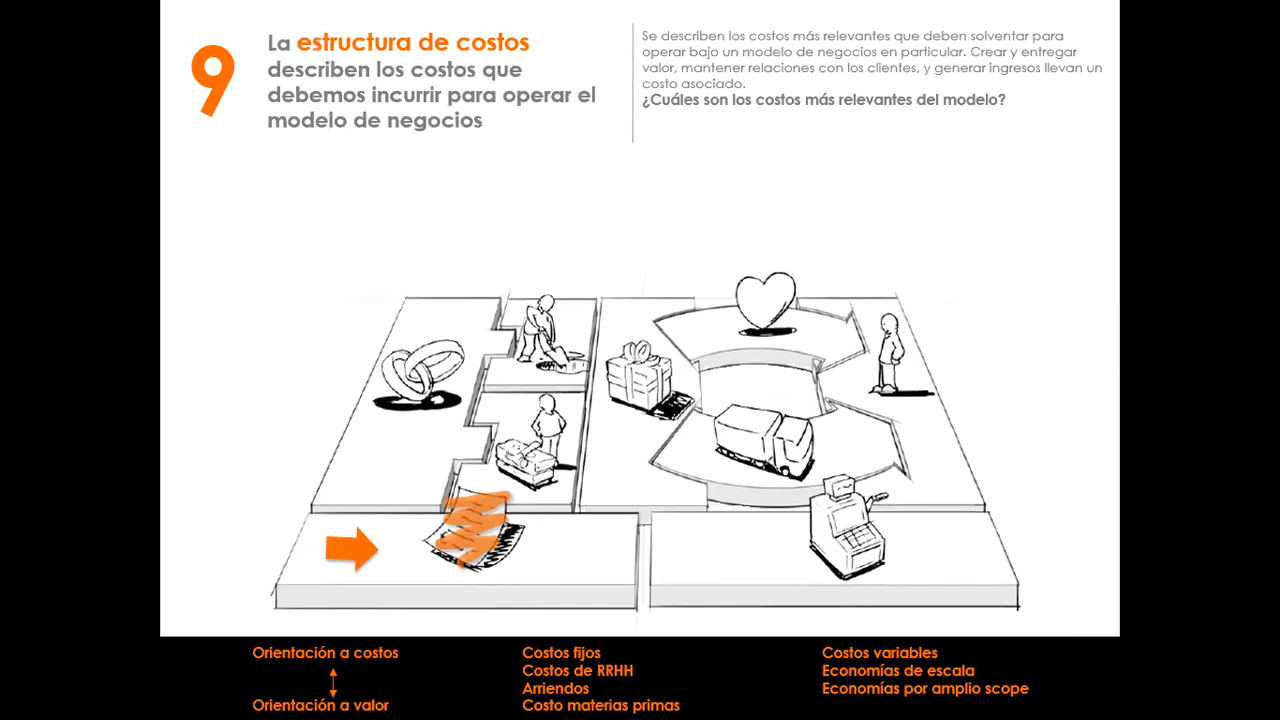 9
La estructura de costos
describen los costos que
debemos incurrir para operar el
modelo de negocios
Se describen los costos más relevantes que deben solventar para
operar bajo un modelo de negocios en particular. Crear y entregar
valor, mantener relaciones con los clientes, y generar ingresos llevan un
costo asociado.
¿Cuáles son los costos más relevantes del modelo?
Orientación a costos
Orientación a valor
Costos fijos
Costos de RRHH
Arriendos
Costo materias primas
Costos variables
Economías de escala
Economías por amplio scope